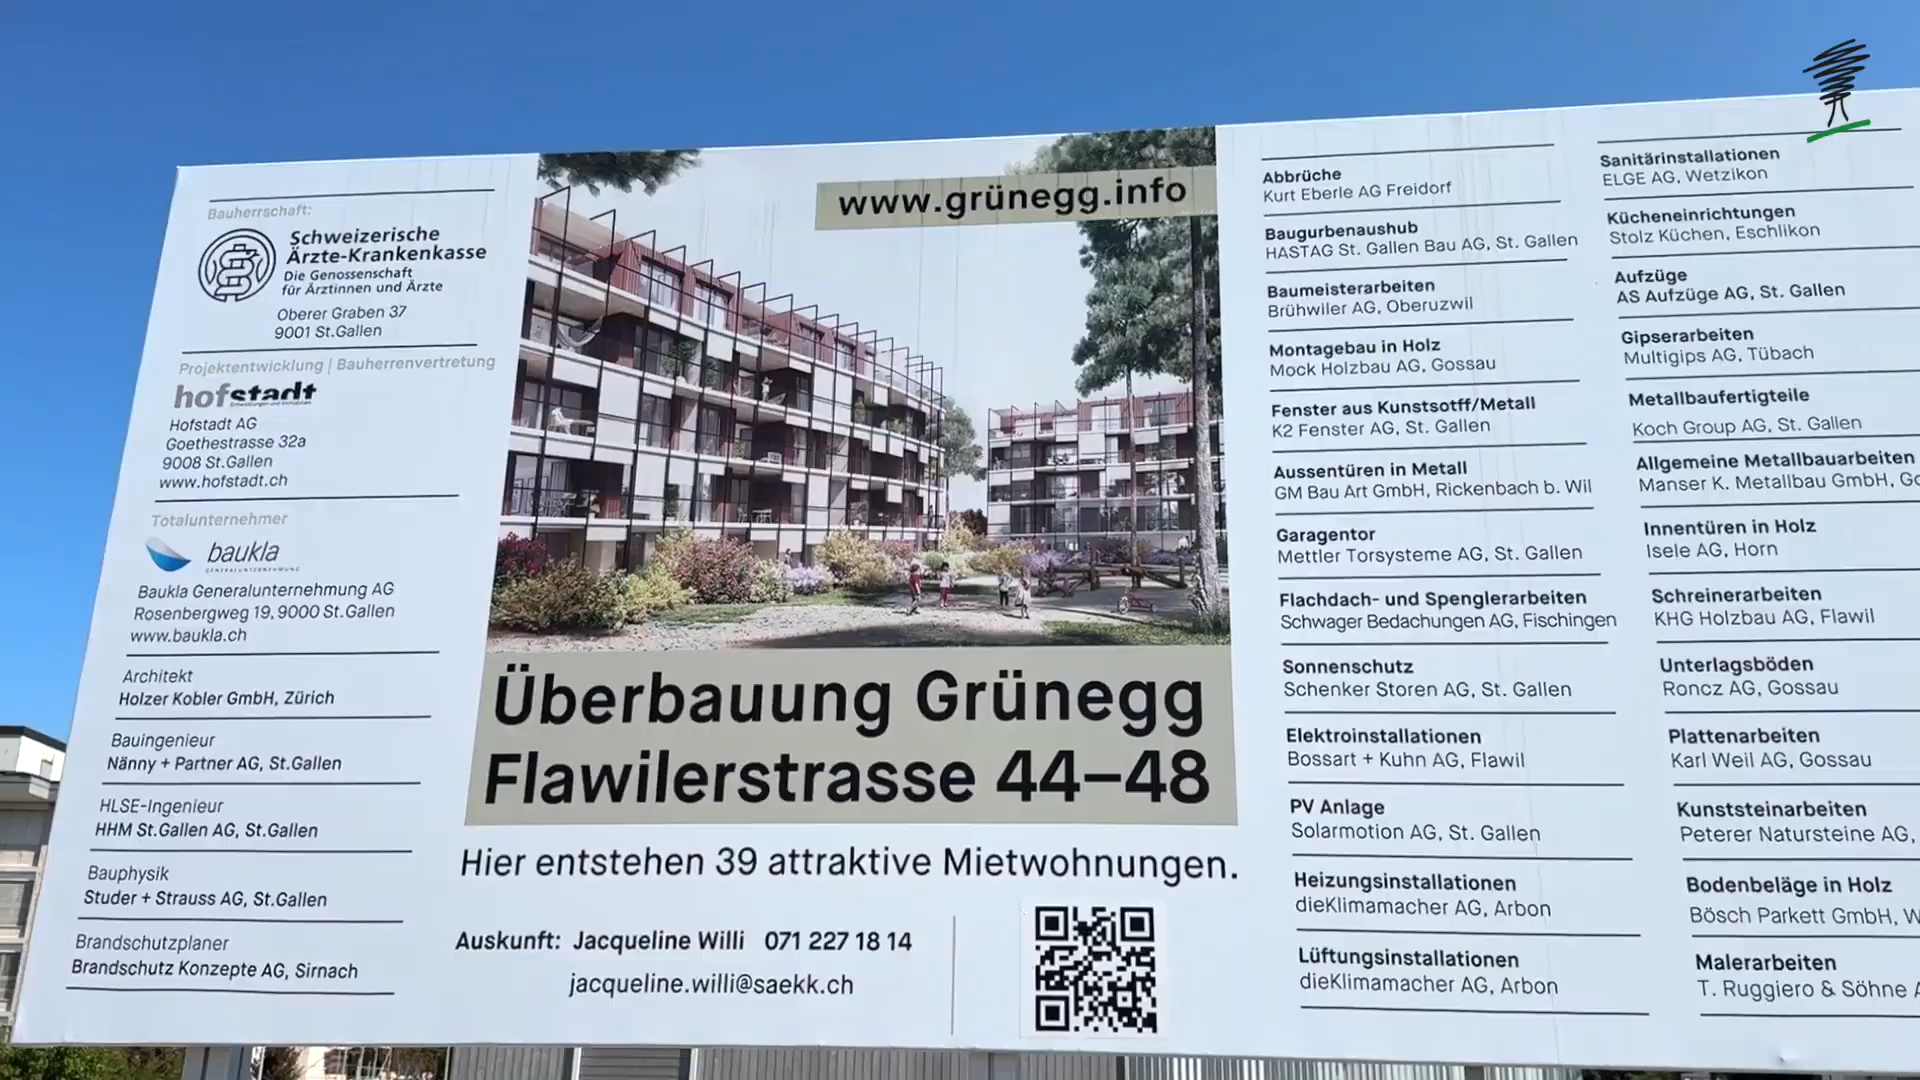 Bauherrschaft:
Schweizerische
Ärzte-Krankenkasse
Die Genossenschaft
für Ärztinnen und Ärzte
Oberer Graben 37
9001 St.Gallen
Projektentwicklung | Bauherrenvertretung
hofstadt
Hofstadt AG
Goethestrasse 32a
9008 St.Gallen
www.hofstadt.ch
Totalunternehmer
baukla
GENERALUNTERNEHMUNG
Baukla Generalunternehmung AG
Rosenbergweg 19, 9000 St.Gallen
www.baukla.ch
Architekt
Holzer Kobler GmbH, Zürich
Bauingenieur
Nänny + Partner AG, St.Gallen
HLSE-Ingenieur
HHM St.Gallen AG, St.Gallen
Bauphysik
Studer + Strauss AG, St.Gallen
Brandschutzplaner
Brandschutz Konzepte AG, Sirnach
www.grünegg.info
Überbauung Grünegg
Flawilerstrasse 44–48
Hier entstehen 39 attraktive Mietwohnungen.
Auskunft: Jacqueline Willi 071 227 18 14
jacqueline.willi@saekk.ch
Abbrüche
Kurt Eberle AG Freidorf
Baugurbenaushub
HASTAG St. Gallen Bau AG, St. Gallen
Baumeisterarbeiten
Brühwiler AG, Oberuzwil
Montagebau in Holz
Mock Holzbau AG, Gossau
Fenster aus Kunstsotff/Metall
K2 Fenster AG, St. Gallen
Aussentüren in Metall
GM Bau Art GmbH, Rickenbach b. Wil
Garagentor
Mettler Torsysteme AG, St. Gallen
Flachdach- und Spenglerarbeiten
Schwager Bedachungen AG, Fischingen
Sonnenschutz
Schenker Storen AG, St. Gallen
Elektroinstallationen
Bossart + Kuhn AG, Flawil
PV Anlage
Solarmotion AG, St. Gallen
Heizungsinstallationen
dieKlimamacher AG, Arbon
Lüftungsinstallationen
dieKlimamacher AG, Arbon
Sanitärinstallationen
ELGE AG, Wetzikon
Kücheneinrichtungen
Stolz Küchen, Eschlikon
Aufzüge
AS Aufzüge AG, St. Gallen
Gipserarbeiten
Multigips AG, Tübach
Metallbaufertigteile
Koch Group AG, St. Gallen
Allgemeine Metallbauarbeiten
Manser K. Metallbau GmbH, Go
Innentüren in Holz
Isele AG, Horn
Schreinerarbeiten
KHG Holzbau AG, Flawil
Unterlagsböden
Roncz AG, Gossau
Plattenarbeiten
Karl Weil AG, Gossau
Kunststeinarbeiten
Peterer Natursteine AG,
Bodenbeläge in Holz
Bösch Parkett GmbH, W
Malerarbeiten
T. Ruggiero & Söhne A